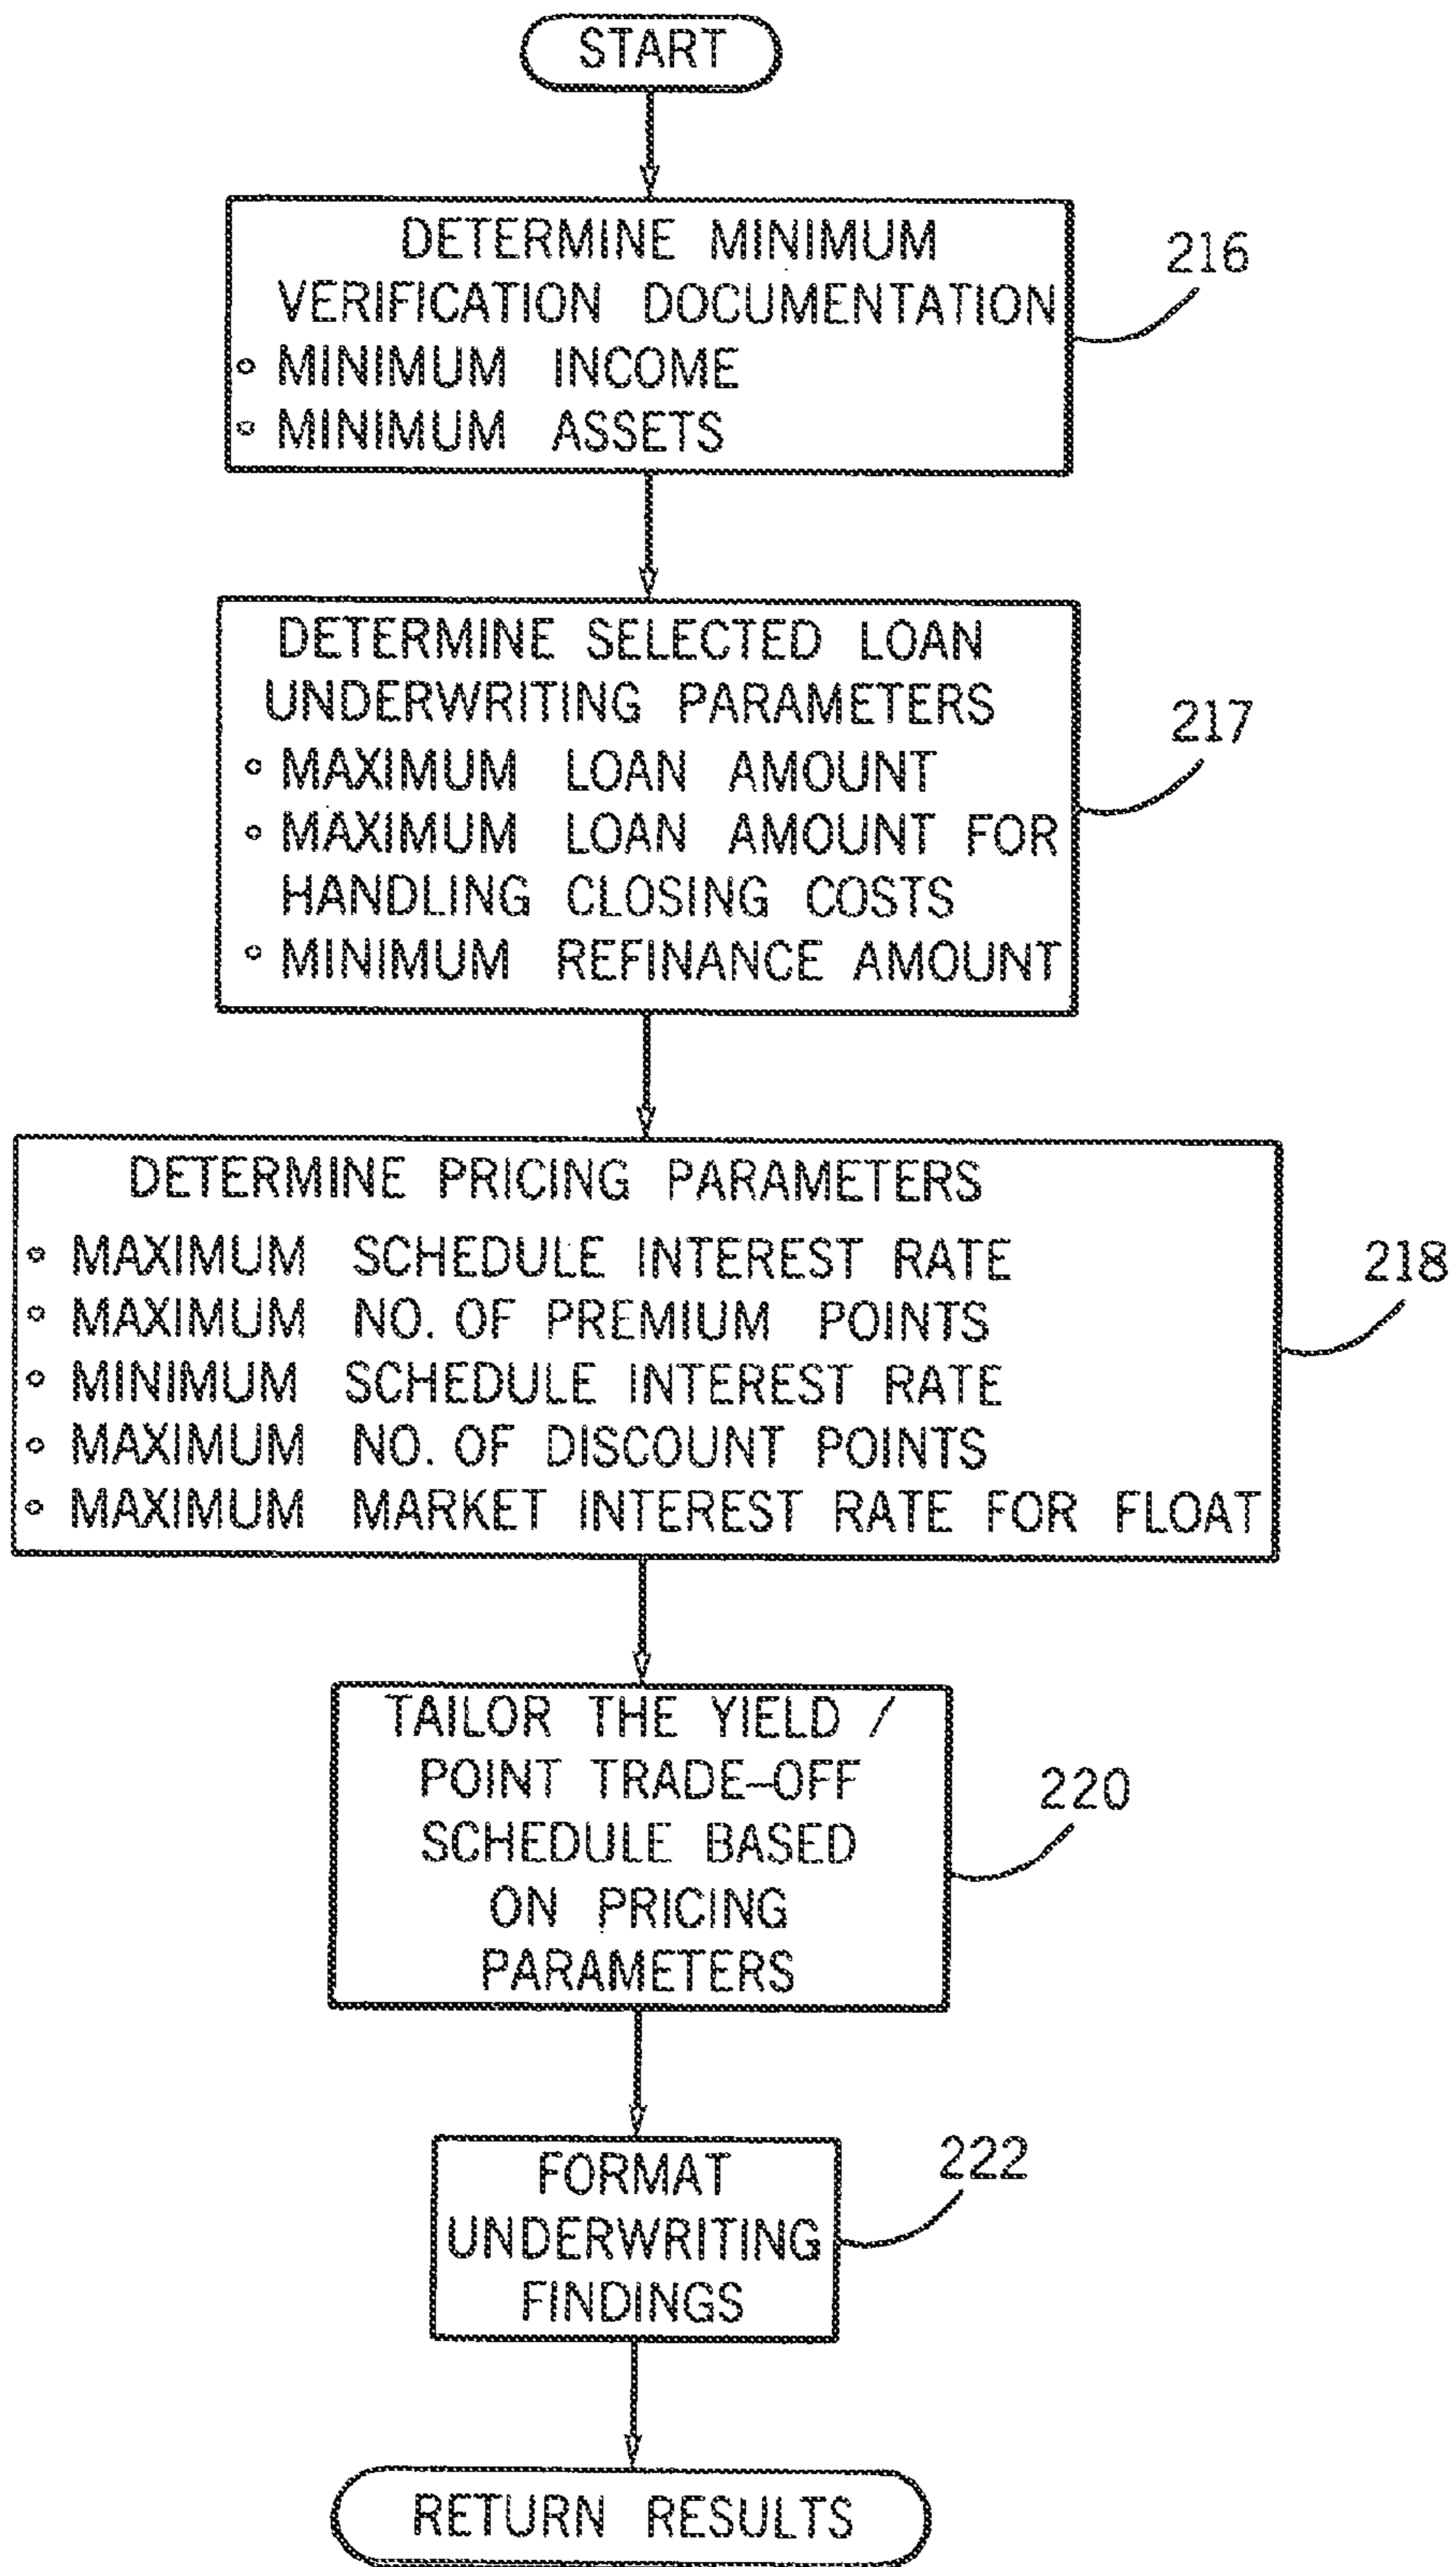 START
DETERMINE MINIMUM
VERIFICATION DOCUMENTATION
• MINIMUM INCOME
• MINIMUM ASSETS
216
DETERMINE SELECTED LOAN
UNDERWRITING PARAMETERS
• MAXIMUM LOAN AMOUNT
• MAXIMUM LOAN AMOUNT FOR
HANDLING CLOSING COSTS
• MINIMUM REFINANCE AMOUNT
217
DETERMINE PRICING PARAMETERS
• MAXIMUM SCHEDULE INTEREST RATE
• MAXIMUM NO. OF PREMIUM POINTS
• MINIMUM SCHEDULE INTEREST RATE
• MAXIMUM NO. OF DISCOUNT POINTS
• MAXIMUM MARKET INTEREST RATE FOR FLOAT
218
TAILOR THE YIELD /
POINT TRADE-OFF
SCHEDULE BASED
ON PRICING
PARAMETERS
220
FORMAT
UNDERWRITING
FINDINGS
222
RETURN RESULTS